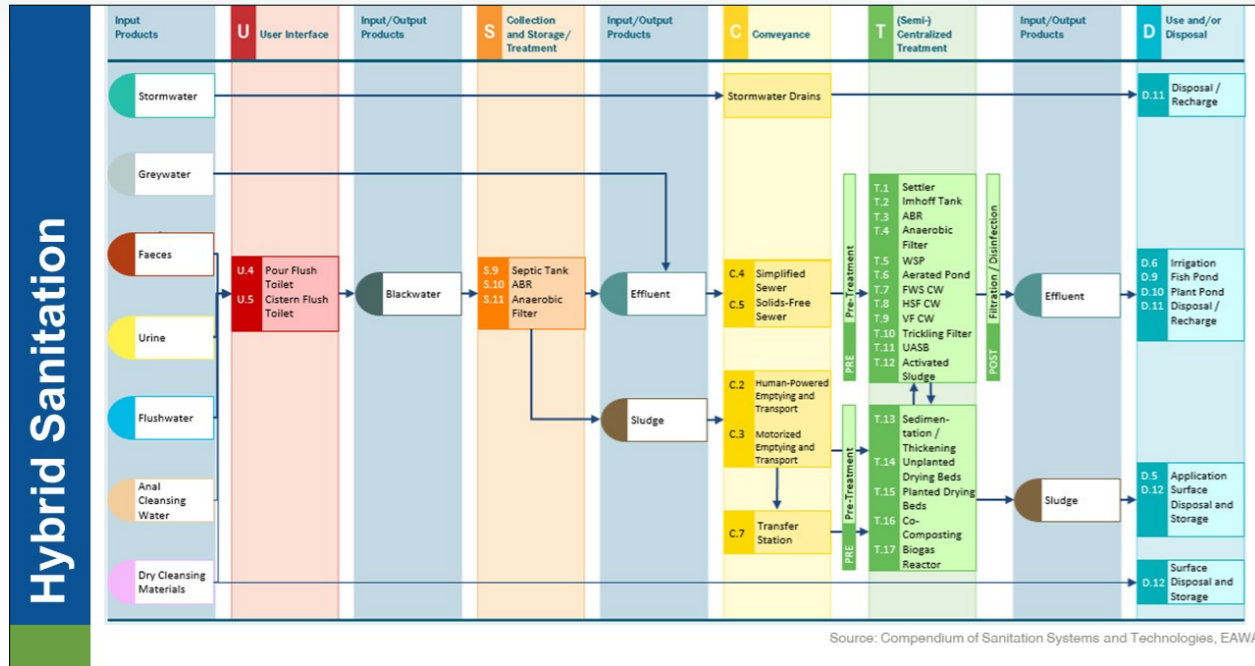 Hybrid Sanitation
Input
Products
U User Interface
Input/Output
Products
S Collection
and Storage/
Treatment
Input/Output
Products
C Conveyance
T (Semi-)
Centralized
Treatment
Input/Output
Products
D Use and/or
Disposal
Stormwater
Stormwater Drains
D.11 Disposal /
Recharge
Greywater
Faeces
Urine
Flushwater
Anal
Cleansing
Water
Dry Cleansing
Materials
U.4 Pour Flush
Toilet
U.5 Cistern Flush
Toilet
Blackwater
S.9 Septic Tank
S.10 ABR
S.11 Anaerobic
Filter
Effluent
Sludge
C.4 Simplified
Sewer
C.5 Solids-Free
Sewer
C.2 Human-Powered
Emptying and
Transport
C.3 Motorized
Emptying and
Transport
C.7 Transfer
Station
PRE Pre-Treatment
PRE Pre-Treatment
T.1 Settler
T.2 Imhoff Tank
T.3 ABR
T.4 Anaerobic
Filter
T.5 WSP
T.6 Aerated Pond
T.7 FWS CW
T.8 HSF CW
T.9 VF CW
T.10 Trickling Filter
T.11 UASB
T.12 Activated
Sludge
T.13 Sedimen-
tation /
Thickening
T.14 Unplanted
Drying Beds
T.15 Planted Drying
Beds
T.16 Co-
Composting
T.17 Biogas
Reactor
POST Filtration / Disinfection
Effluent
Sludge
D.6 Irrigation
D.9 Fish Pond
D.10 Plant Pond
D.11 Disposal /
Recharge
D.5 Application
D.12 Surface
Disposal and
Storage
D.12 Surface
Disposal and
Storage
Source: Compendium of Sanitation Systems and Technologies, EAWA